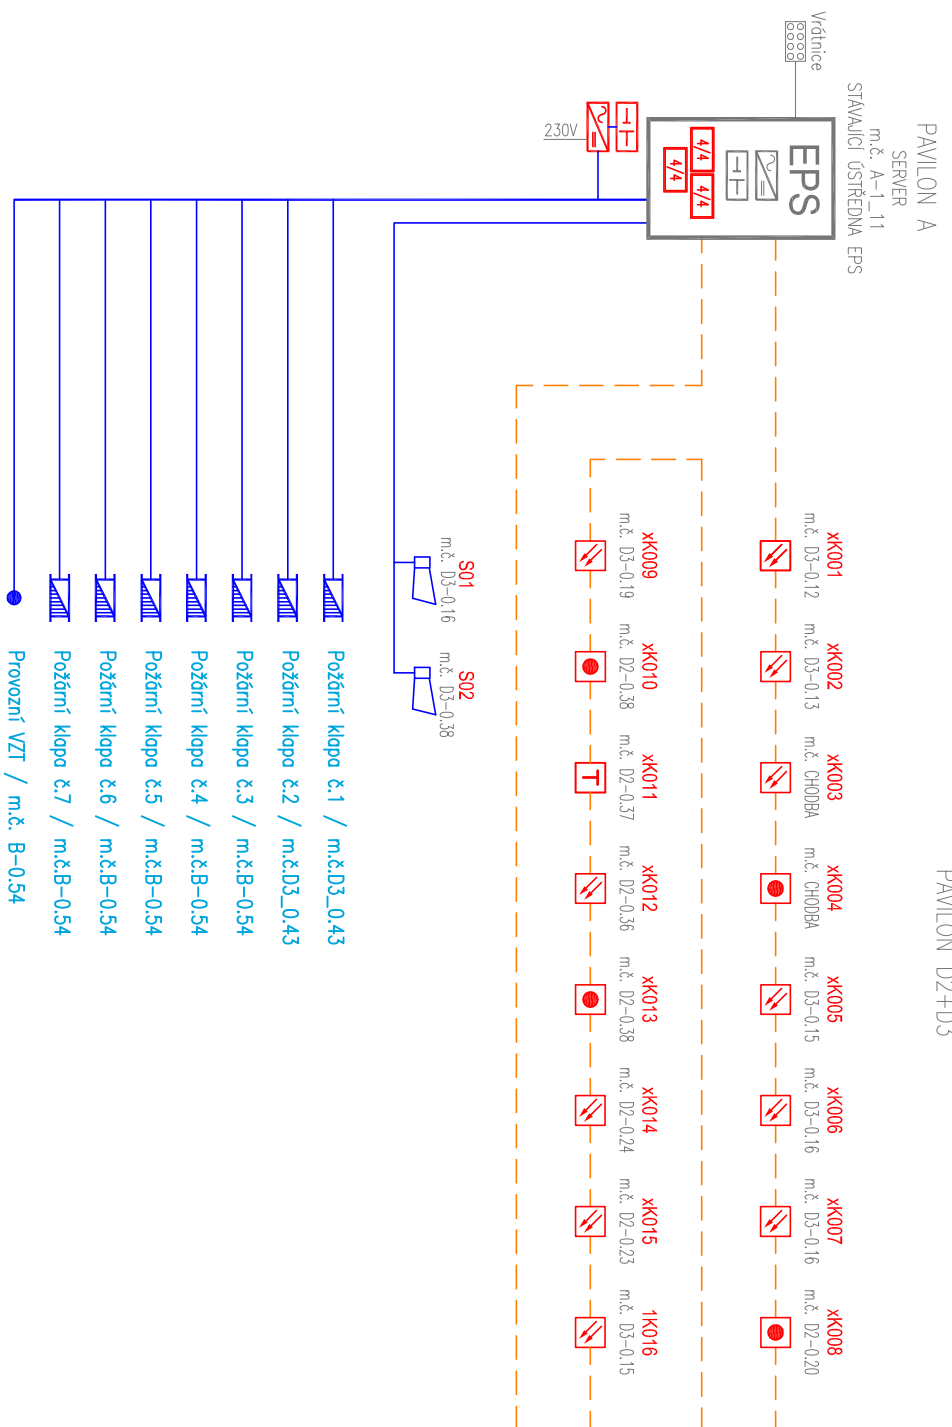 PAVILON A
SERVER
m.č. A-1_11
STÁVAJÍCÍ ÚSTŘEDNA EPS
Vrátnice
EPS
4/4
4/4
4/4
230V
PAVILON D2+D3
xK001
m.č. D3-0.12
xK002
m.č. D3-0.13
xK003
m.č. CHODBA
xK004
m.č. CHODBA
xK005
m.č. D3-0.15
xK006
m.č. D3-0.16
xK007
m.č. D3-0.16
xK008
m.č. D2-0.20
xK009
m.č. D3-0.19
xK010
m.č. D2-0.38
xK011
m.č. D2-0.37
T
xK012
m.č. D2-0.36
xK013
m.č. D2-0.38
xK014
m.č. D2-0.24
xK015
m.č. D2-0.23
1K016
m.č. D3-0.15
S01
m.č. D3-0.16
S02
m.č. D3-0.38
Požární klapa č.1 / m.č.D3_0.43
Požární klapa č.2 / m.č.D3_0.43
Požární klapa č.3 / m.č.B-0.54
Požární klapa č.4 / m.č.B-0.54
Požární klapa č.5 / m.č.B-0.54
Požární klapa č.6 / m.č.B-0.54
Požární klapa č.7 / m.č.B-0.54
Provozní VZT / m.č. B-0.54